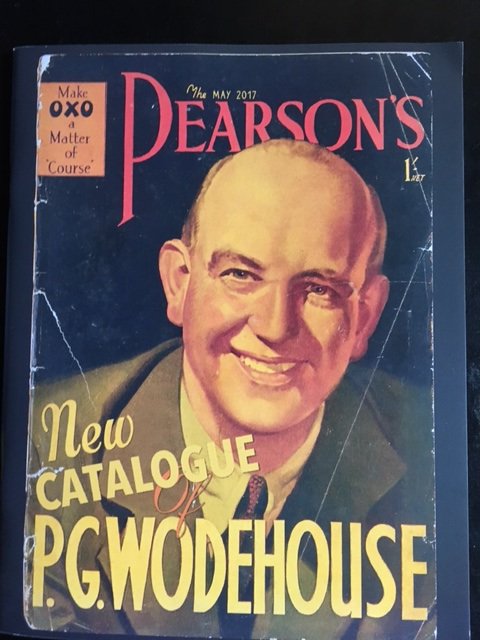 Make
OXO
a
Matter
of
'Course'
The MAY 2017
PEARSON'S
1/- NET
New
CATALOGUE
of
P.G. WODEHOUSE